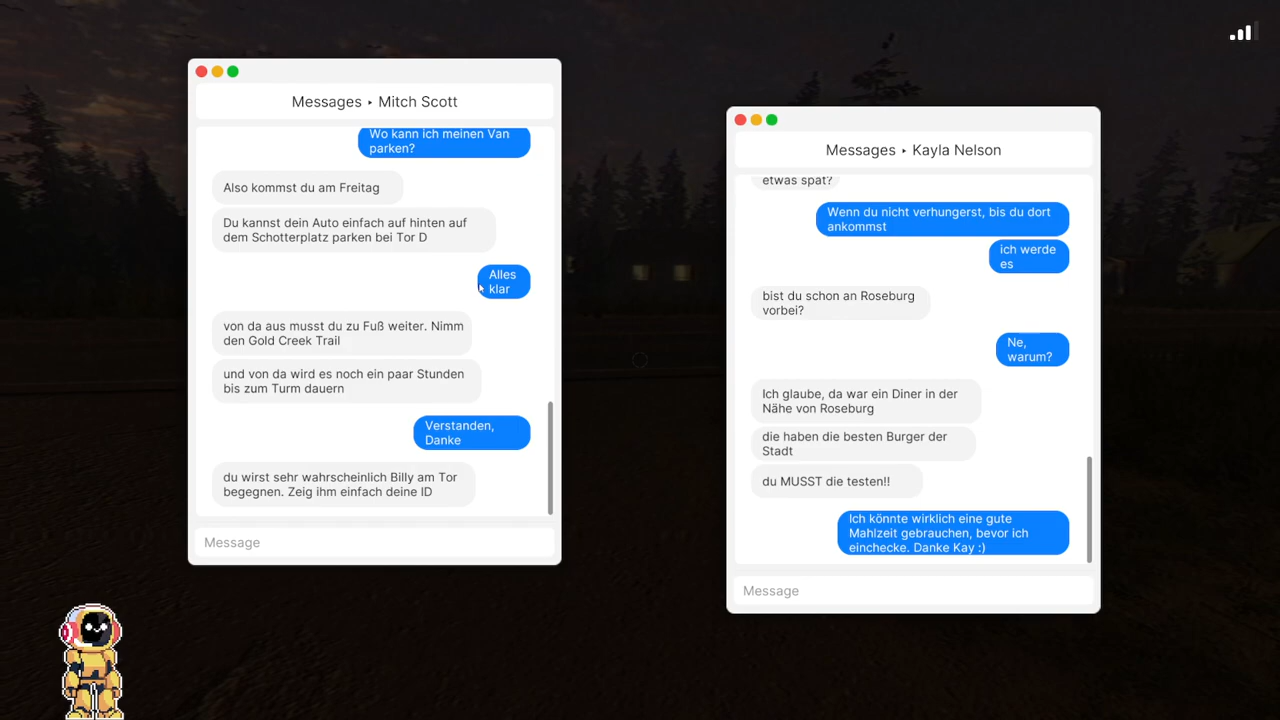 Messages ‣ Mitch Scott
Wo kann ich meinen Van
parken?
Also kommst du am Freitag
Du kannst dein Auto einfach auf hinten auf
dem Schotterplatz parken bei Tor D
Alles
klar
von da aus musst du zu Fuß weiter. Nimm
den Gold Creek Trail
und von da wird es noch ein paar Stunden
bis zum Turm dauern
Verstanden,
Danke
du wirst sehr wahrscheinlich Billy am Tor
begegnen. Zeig ihm einfach deine ID
Message
Messages ‣ Kayla Nelson
etwas spät?
Wenn du nicht verhungerst, bis du dort
ankommst
ich werde
es
bist du schon an Roseburg
vorbei?
Ne,
warum?
Ich glaube, da war ein Diner in der
Nähe von Roseburg
die haben die besten Burger der
Stadt
du MUSST die testen!!
Ich könnte wirklich eine gute
Mahlzeit gebrauchen, bevor ich
einchecke. Danke Kay :)
Message